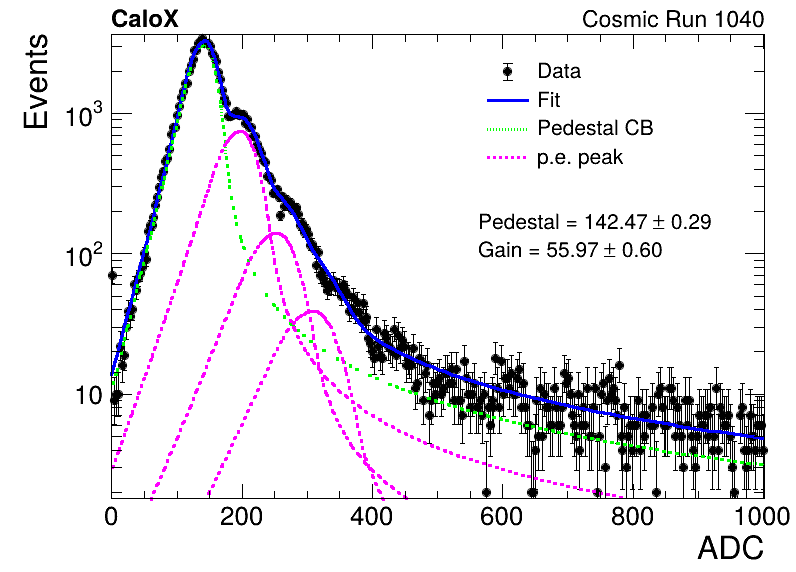 CaloX Cosmic Run 1040
Events
Data
Fit
Pedestal CB
p.e. peak
Pedestal = 142.47 ± 0.29
Gain = 55.97 ± 0.60
10³
10²
10
0 200 400 600 800 1000
ADC